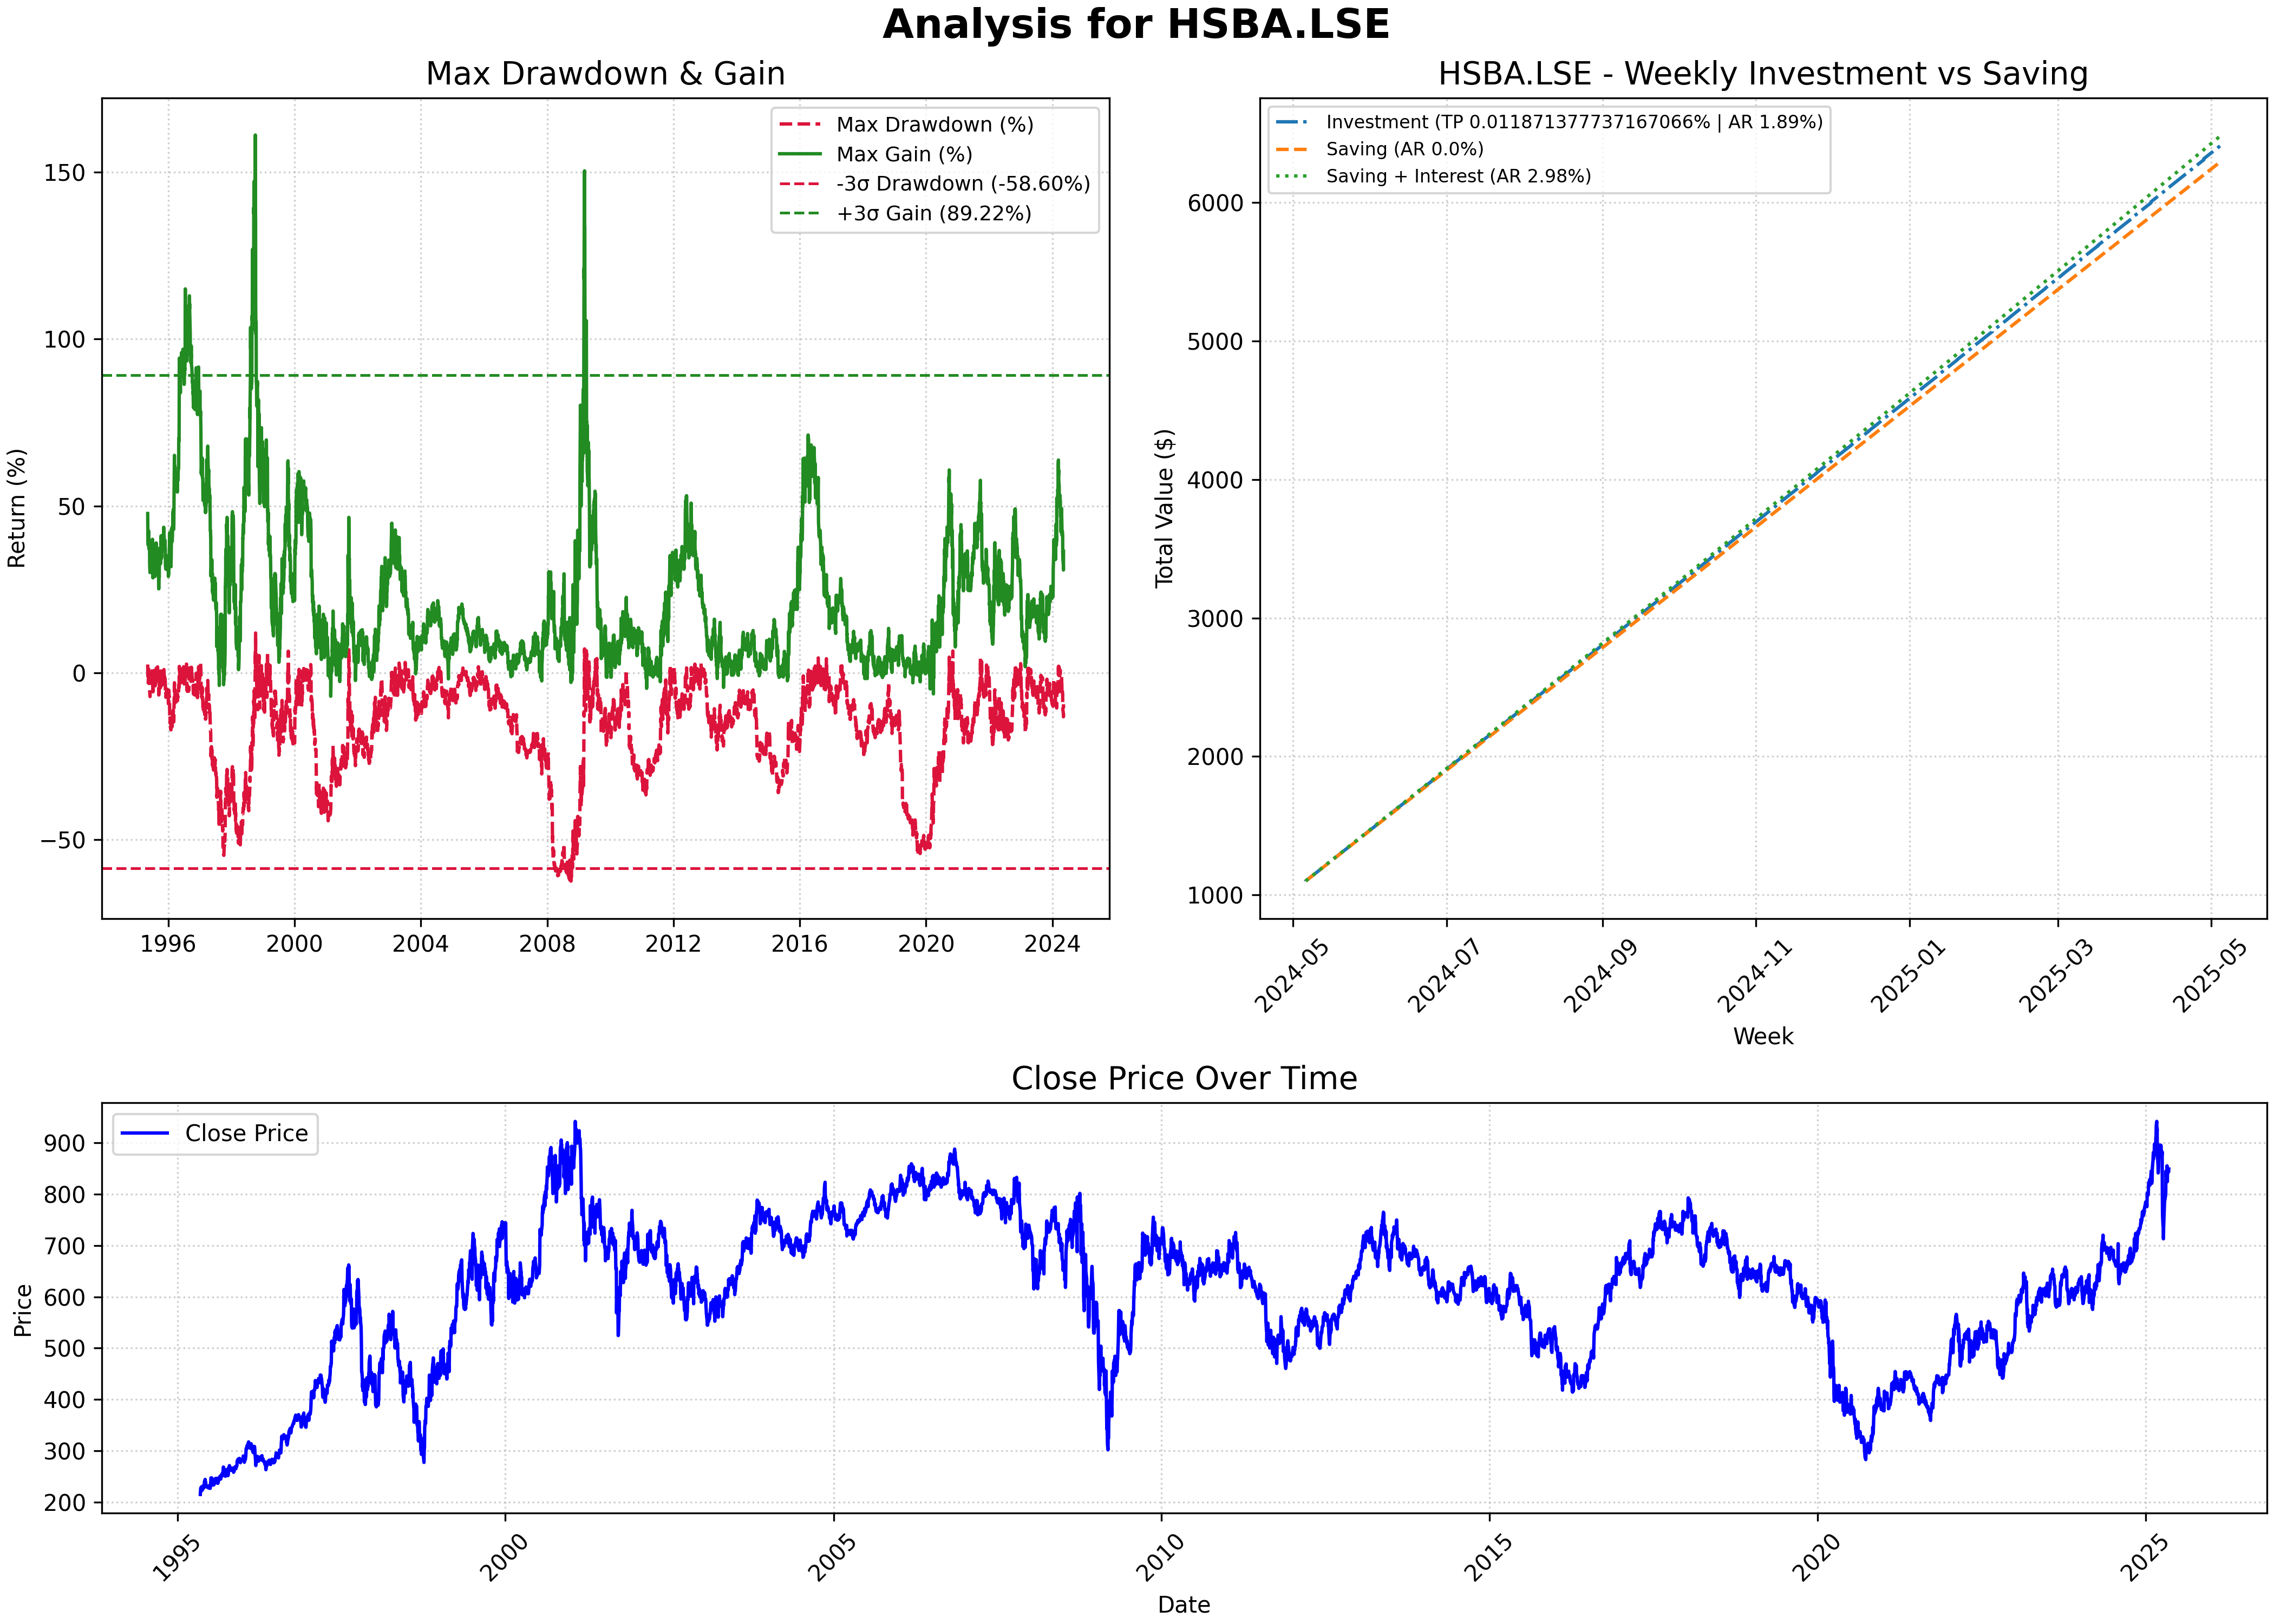 Analysis for HSBA.LSE
Max Drawdown & Gain
Return (%)
150
100
50
0
−50
Max Drawdown (%)
Max Gain (%)
-3σ Drawdown (-58.60%)
+3σ Gain (89.22%)
1996 2000 2004 2008 2012 2016 2020 2024
HSBA.LSE - Weekly Investment vs Saving
Total Value ($)
6000
5000
4000
3000
2000
1000
Investment (TP 0.011871377737167066% | AR 1.89%)
Saving (AR 0.0%)
Saving + Interest (AR 2.98%)
2024-05 2024-07 2024-09 2024-11 2025-01 2025-03 2025-05
Week
Close Price Over Time
Price
900
800
700
600
500
400
300
200
Close Price
1995 2000 2005 2010 2015 2020 2025
Date